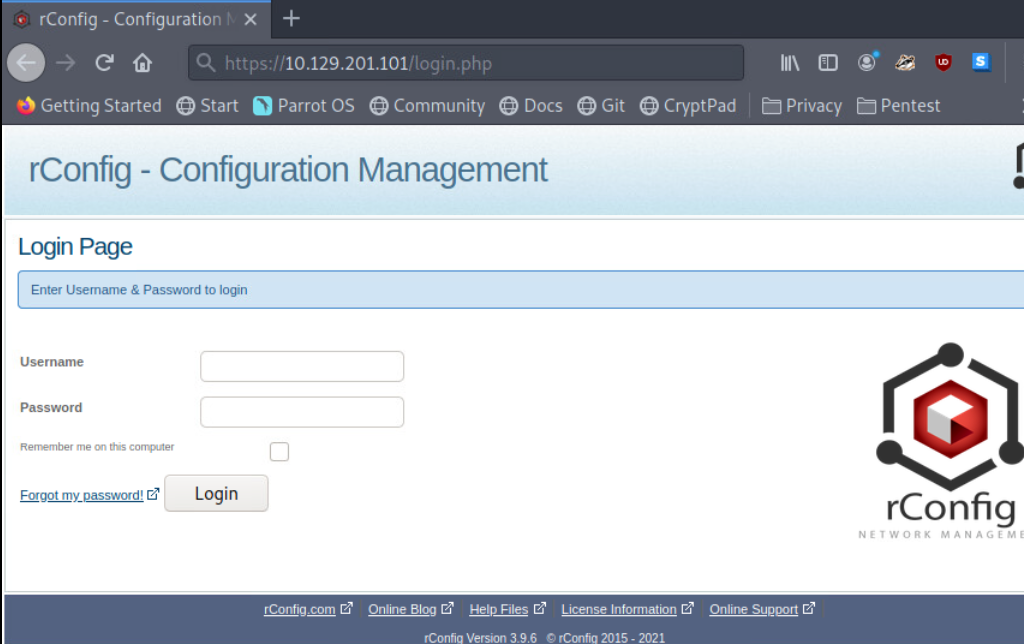 rConfig - Configuration M
https://10.129.201.101/login.php
UD
S
Getting Started Start Parrot OS Community Docs Git CryptPad Privacy Pentest
rConfig - Configuration Management
Login Page
Enter Username & Password to login
Username
Password
Remember me on this computer
Forgot my password! Login
rConfig
NETWORK MANAGEME
rConfig.com Online Blog Help Files License Information Online Support
rConfig Version 3.9.6 © rConfig 2015 - 2021